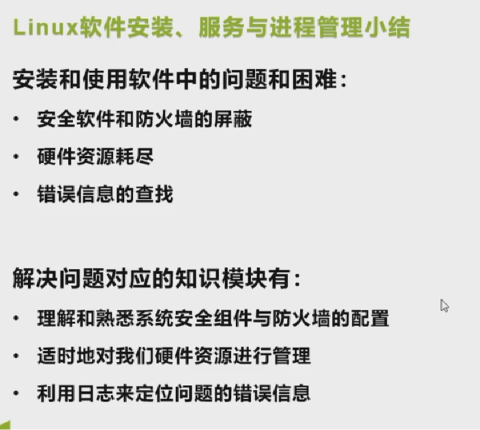 Linux软件安装、服务与进程管理小结
安装和使用软件中的问题和困难：
• 安全软件和防火墙的屏蔽
• 硬件资源耗尽
• 错误信息的查找
解决问题对应的知识模块有：
• 理解和熟悉系统安全组件与防火墙的配置
• 适时地对我们硬件资源进行管理
• 利用日志来定位问题的错误信息